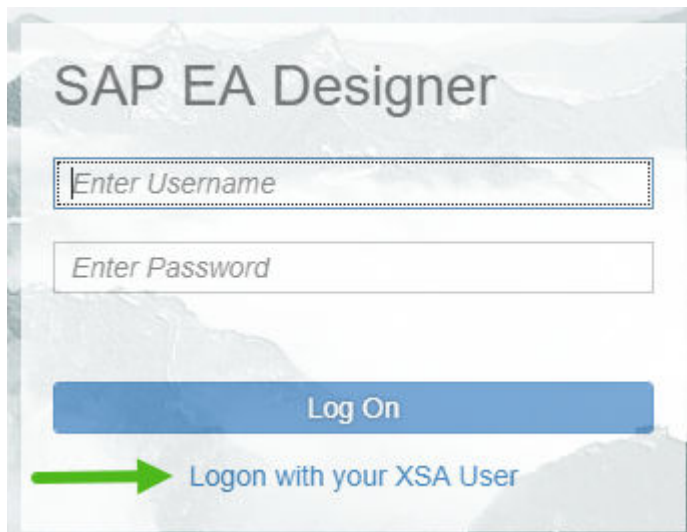 SAP EA Designer
Enter Username
Enter Password
Log On
Logon with your XSA User